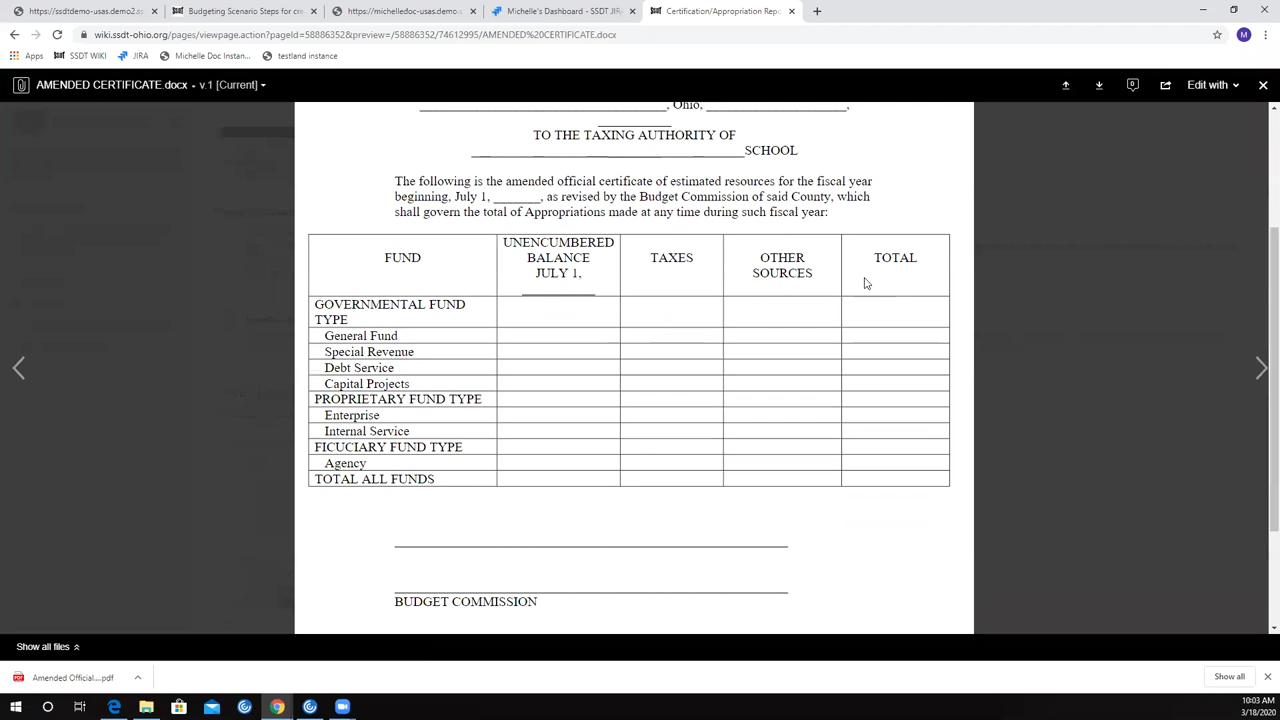 https://ssdtdemo-usas.demo2.ss
Budgeting Scenario Steps for cre
https://michelledoc-usas.demo.
Michelle's Dashboard - SSDT JIR
Certification/Appropriation Repo
wiki.ssdt-ohio.org/pages/viewpage.action?pageId=58886352&preview=/58886352/74612995/AMENDED%20CERTIFICATE.docx
M
Apps
SSDT WIKI
JIRA
Michelle Doc Instan...
testland instance
AMENDED CERTIFICATE.docx • v.1 [Current]
Edit with
, Ohio, ,
TO THE TAXING AUTHORITY OF
SCHOOL
The following is the amended official certificate of estimated resources for the fiscal year
beginning, July 1, _______, as revised by the Budget Commission of said County, which
shall govern the total of Appropriations made at any time during such fiscal year:
FUND
UNENCUMBERED
BALANCE
JULY 1,
TAXES
OTHER
SOURCES
TOTAL
GOVERNMENTAL FUND
TYPE
General Fund
Special Revenue
Debt Service
Capital Projects
PROPRIETARY FUND TYPE
Enterprise
Internal Service
FICUCIARY FUND TYPE
Agency
TOTAL ALL FUNDS
BUDGET COMMISSION
Show all files
Amended Official....pdf
Show all
10:03 AM
3/18/2020